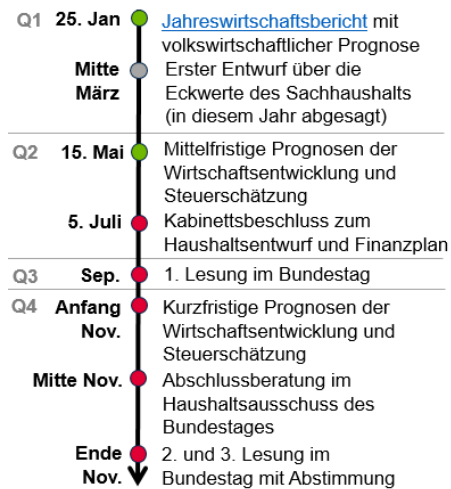 Q1 25. Jan Jahreswirtschaftsbericht mit
volkswirtschaftlicher Prognose
Mitte Erster Entwurf über die
März Eckwerte des Sachhaushalts
(in diesem Jahr abgesagt)
Q2 15. Mai Mittelfristige Prognosen der
Wirtschaftsentwicklung und
Steuerschätzung
5. Juli Kabinettsbeschluss zum
Haushaltsentwurf und Finanzplan
Q3 Sep. 1. Lesung im Bundestag
Q4 Anfang Kurzfristige Prognosen der
Nov. Wirtschaftsentwicklung und
Steuerschätzung
Mitte Nov. Abschlussberatung im
Haushaltsausschuss des
Bundestages
Ende 2. und 3. Lesung im
Nov. Bundestag mit Abstimmung